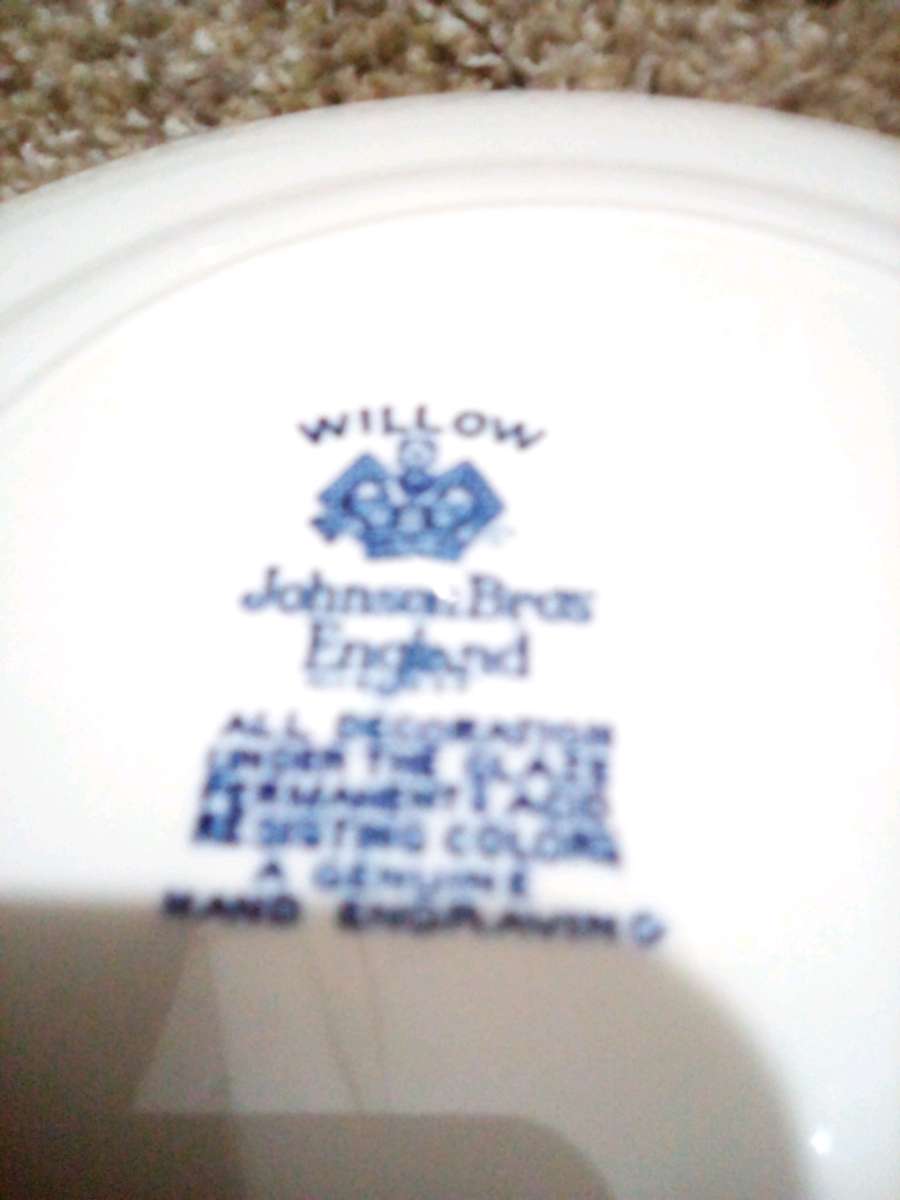 WILLOW
Johnson Bros
England
ALL DECORATION
UNDER THE GLAZE
PERMANENT & ACID
RESISTING COLORS
A GENUINE
HAND ENGRAVING